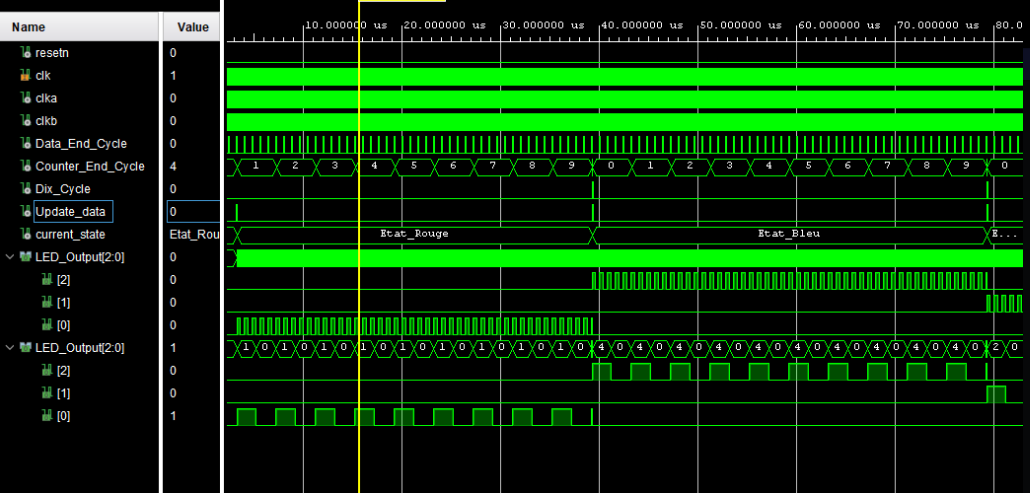 Name Value
10.000000 us 20.000000 us 30.000000 us 40.000000 us 50.000000 us 60.000000 us 70.000000 us 80.0
resetn 0
clk 1
clka 0
clkb 0
Data_End_Cycle 0
Counter_End_Cycle 4 1 2 3 4 5 6 7 8 9 0 1 2 3 4 5 6 7 8 9 0
Dix_Cycle 0
Update_data 0
current_state Etat_Rou Etat_Rouge Etat_Bleu E...
LED_Output[2:0] 0
[2] 0
[1] 0
[0] 0
LED_Output[2:0] 1 1 0 1 0 1 0 1 0 1 0 1 0 1 0 1 0 1 0 4 0 4 0 4 0 4 0 4 0 4 0 4 0 4 0 4 0 4 0 2 0
[2] 0
[1] 0
[0] 1